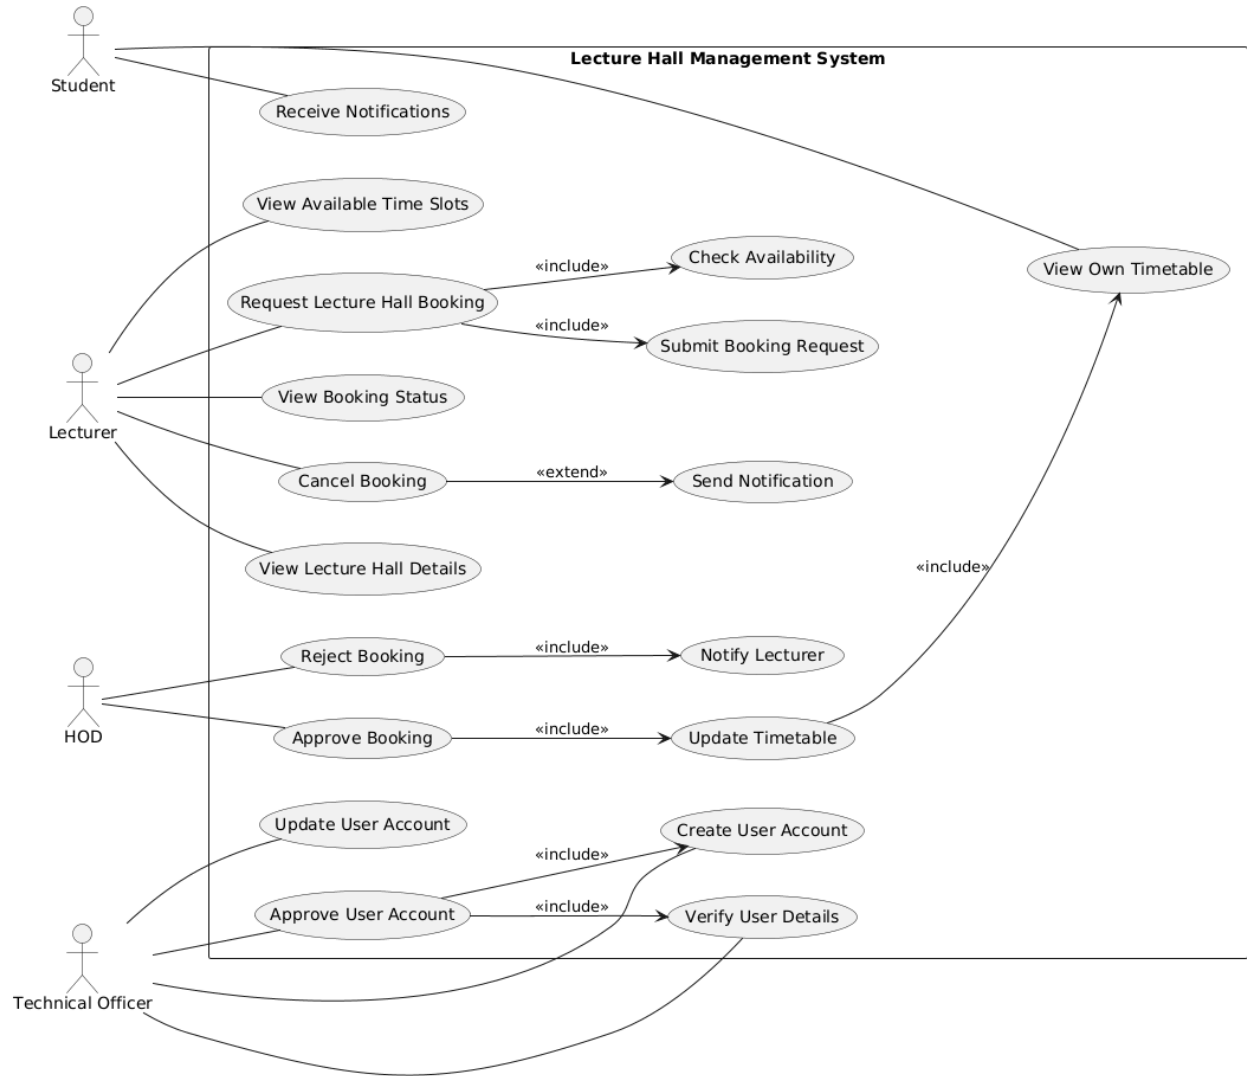 Lecture Hall Management System
Student
Receive Notifications
View Available Time Slots
«include»
Check Availability
View Own Timetable
Request Lecture Hall Booking
«include»
Submit Booking Request
View Booking Status
Lecturer
Cancel Booking
«extend»
Send Notification
View Lecture Hall Details
«include»
Reject Booking
«include»
Notify Lecturer
HOD
Approve Booking
«include»
Update Timetable
Update User Account
Create User Account
«include»
Approve User Account
«include»
Verify User Details
Technical Officer